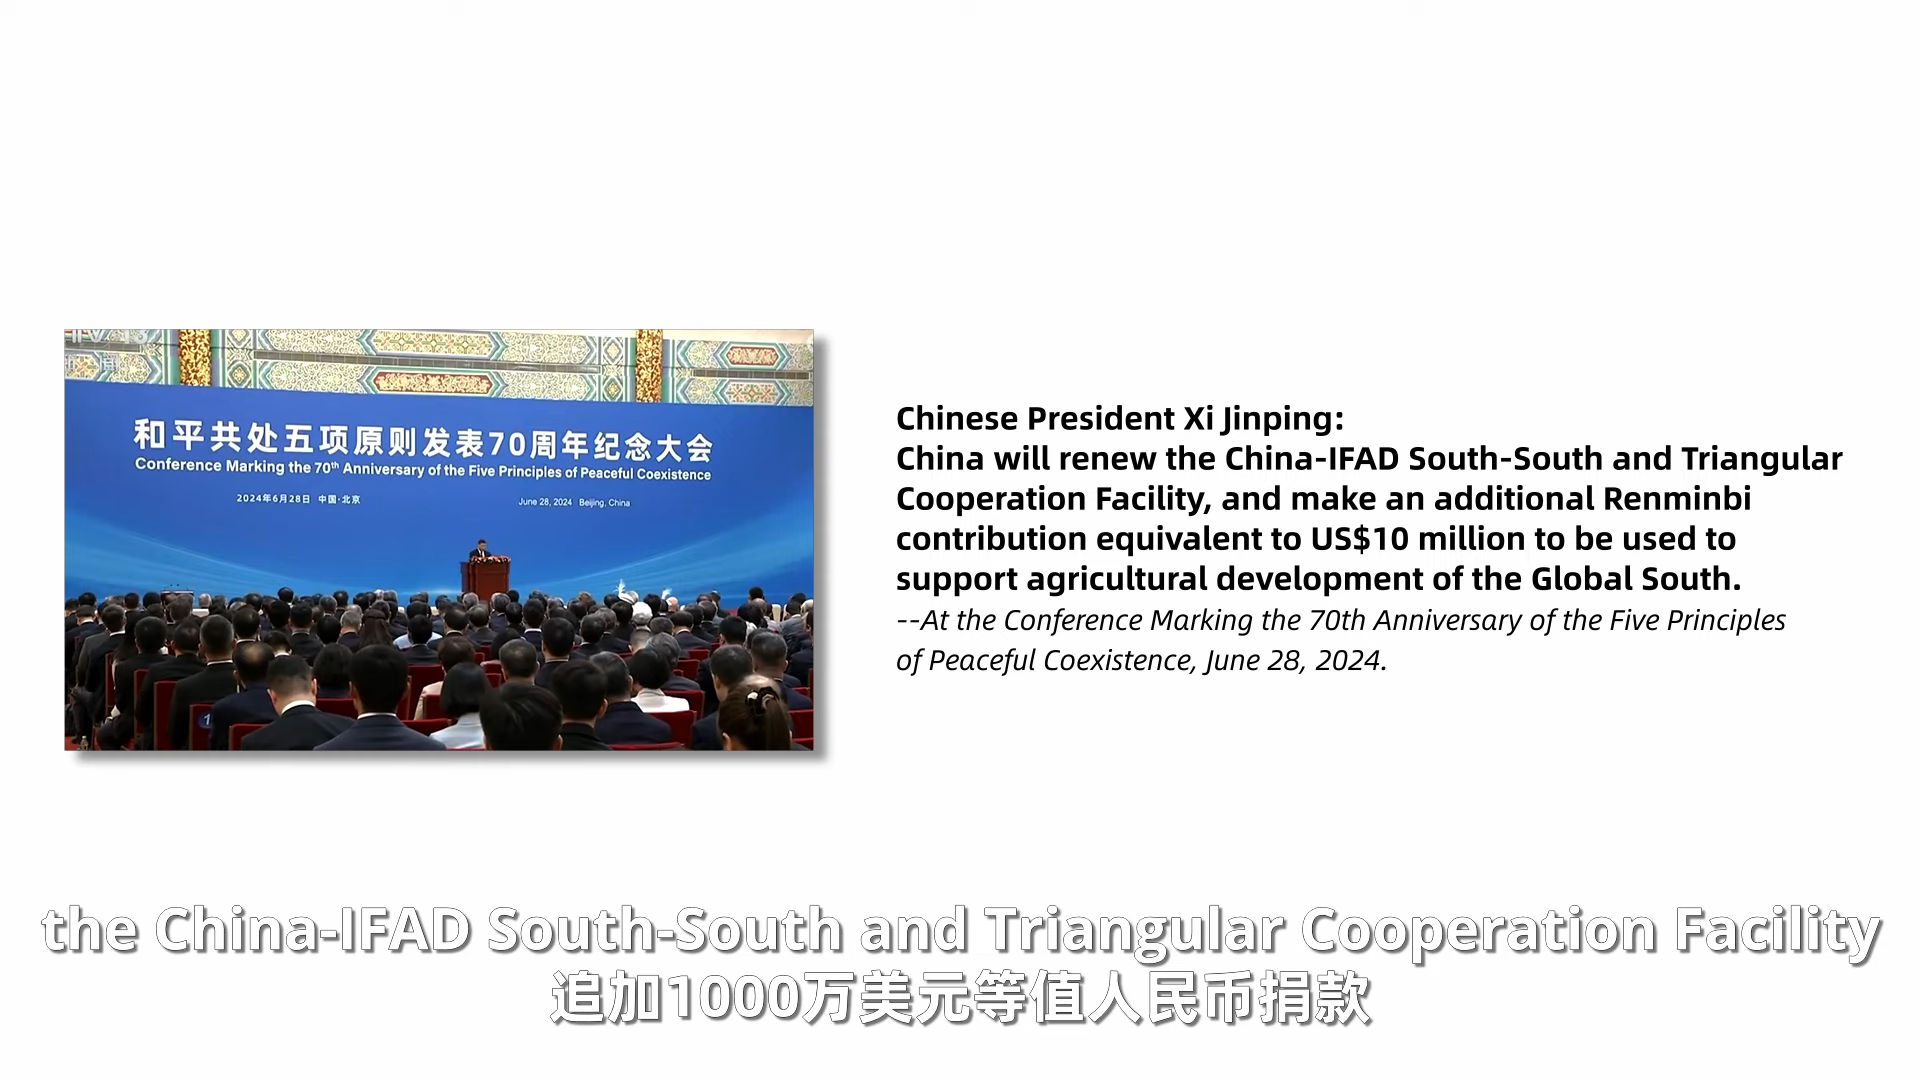 和平共处五项原则发表70周年纪念大会
Conference Marking the 70th Anniversary of the Five Principles of Peaceful Coexistence
2024年6月28日 中国·北京
June 28, 2024 Beijing, China
Chinese President Xi Jinping:
China will renew the China-IFAD South-South and Triangular
Cooperation Facility, and make an additional Renminbi
contribution equivalent to US$10 million to be used to
support agricultural development of the Global South.
--At the Conference Marking the 70th Anniversary of the Five Principles
of Peaceful Coexistence, June 28, 2024.
the China-IFAD South-South and Triangular Cooperation Facility
追加1000万美元等值人民币捐款